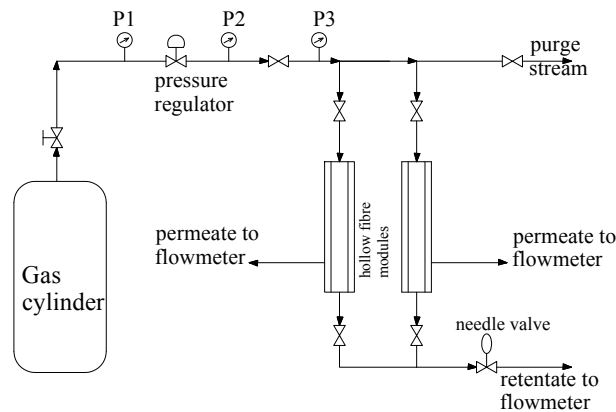 P1
P2
P3
pressure
regulator
purge
stream
permeate to
flowmeter
hollow fibre
modules
permeate to
flowmeter
Gas
cylinder
needle valve
retentate to
flowmeter